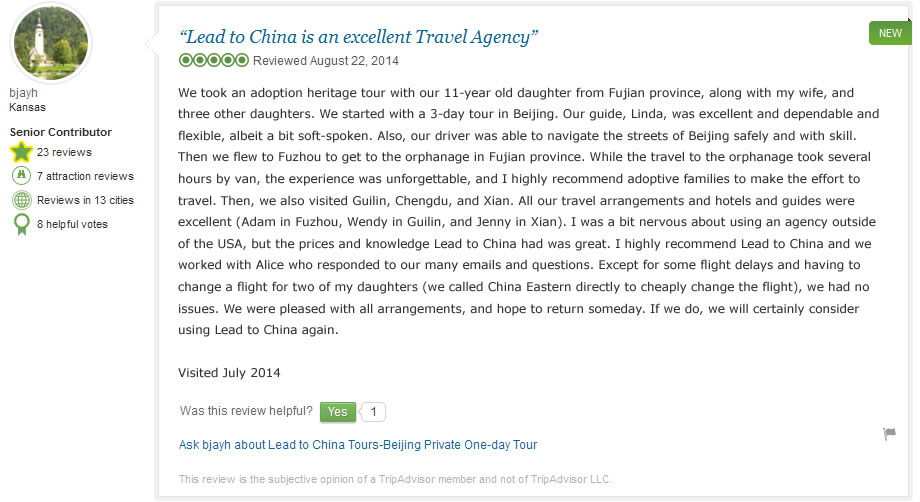 “Lead to China is an excellent Travel Agency”
NEW
Reviewed August 22, 2014
bjayh
Kansas
Senior Contributor
23 reviews
7 attraction reviews
Reviews in 13 cities
8 helpful votes
We took an adoption heritage tour with our 11-year old daughter from Fujian province, along with my wife, and
three other daughters. We started with a 3-day tour in Beijing. Our guide, Linda, was excellent and dependable and
flexible, albeit a bit soft-spoken. Also, our driver was able to navigate the streets of Beijing safely and with skill.
Then we flew to Fuzho to get to the orphanage in Fujian province. While the travel to the orphanage took several
hours by van, the experience was unforgettable, and I highly recommend adoptive families to make the effort to
travel. Then, we also visited Guilin, Chengdu, and Xian. All our travel arrangements and hotels and guides were
excellent (Adam in Fuzhou, Wendy in Guilin, and Jenny in Xian). I was a bit nervous about using an agency outside
of the USA, but the prices and knowledge Lead to China had was great. I highly recommend Lead to China and we
worked with Alice who responded to our many emails and questions. Except for some flight delays and having to
change a flight for two of my daughters (we called China Eastern directly to cheaply change the flight), we had no
issues. We were pleased with all arrangements, and hope to return someday. If we do, we will certainly consider
using Lead to China again.
Visited July 2014
Was this review helpful? Yes 1
Ask bjayh about Lead to China Tours-Beijing Private One-day Tour
This review is the subjective opinion of a TripAdvisor member and not of TripAdvisor LLC.